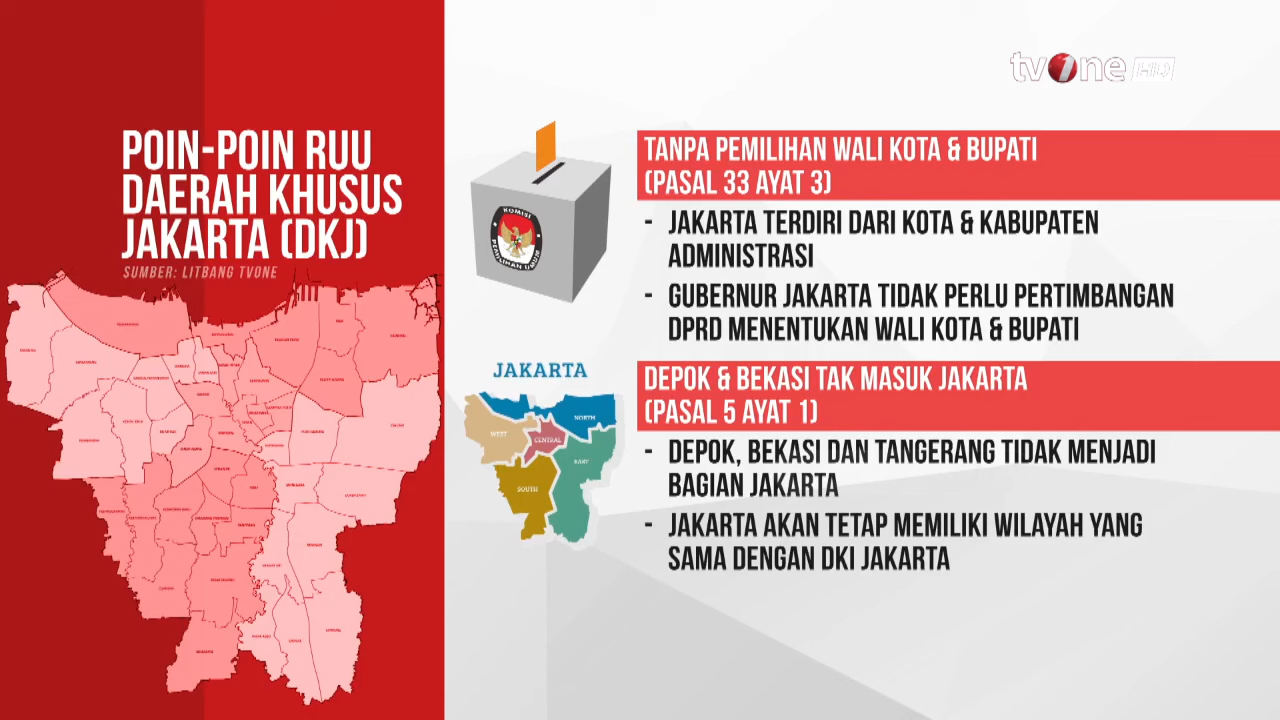 tvOne HD
POIN-POIN RUU
DAERAH KHUSUS
JAKARTA (DKJ)
SUMBER: LITBANG TVONE
KOMISI
PEMILIHAN UMUM
TANPA PEMILIHAN WALI KOTA & BUPATI
(PASAL 33 AYAT 3)
- JAKARTA TERDIRI DARI KOTA & KABUPATEN
ADMINISTRASI
- GUBERNUR JAKARTA TIDAK PERLU PERTIMBANGAN
DPRD MENENTUKAN WALI KOTA & BUPATI
JAKARTA
NORTH
WEST
CENTRAL
EAST
SOUTH
DEPOK & BEKASI TAK MASUK JAKARTA
(PASAL 5 AYAT 1)
- DEPOK, BEKASI DAN TANGERANG TIDAK MENJADI
BAGIAN JAKARTA
- JAKARTA AKAN TETAP MEMILIKI WILAYAH YANG
SAMA DENGAN DKI JAKARTA